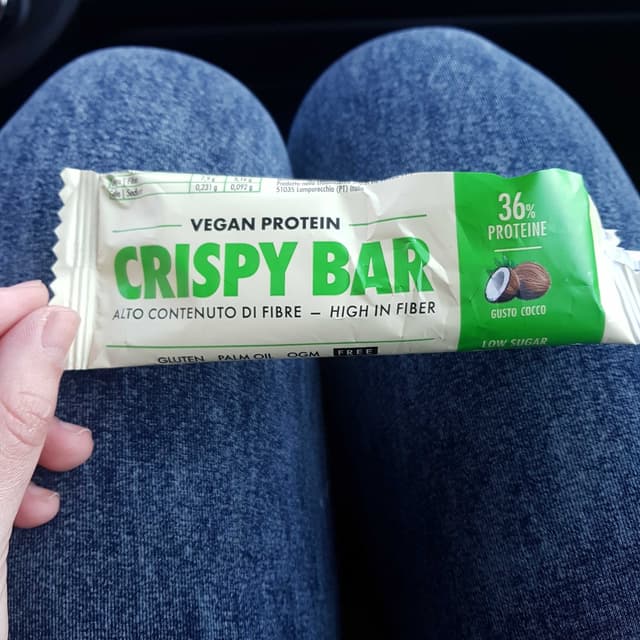 0,231 g 0,092 g
51035 Lamporecchio (PT)
VEGAN PROTEIN
CRISPY BAR
ALTO CONTENUTO DI FIBRE – HIGH IN FIBER
GLUTEN PALM OIL OGM FREE
36%
PROTEINE
GUSTO COCCO
LOW SUGAR